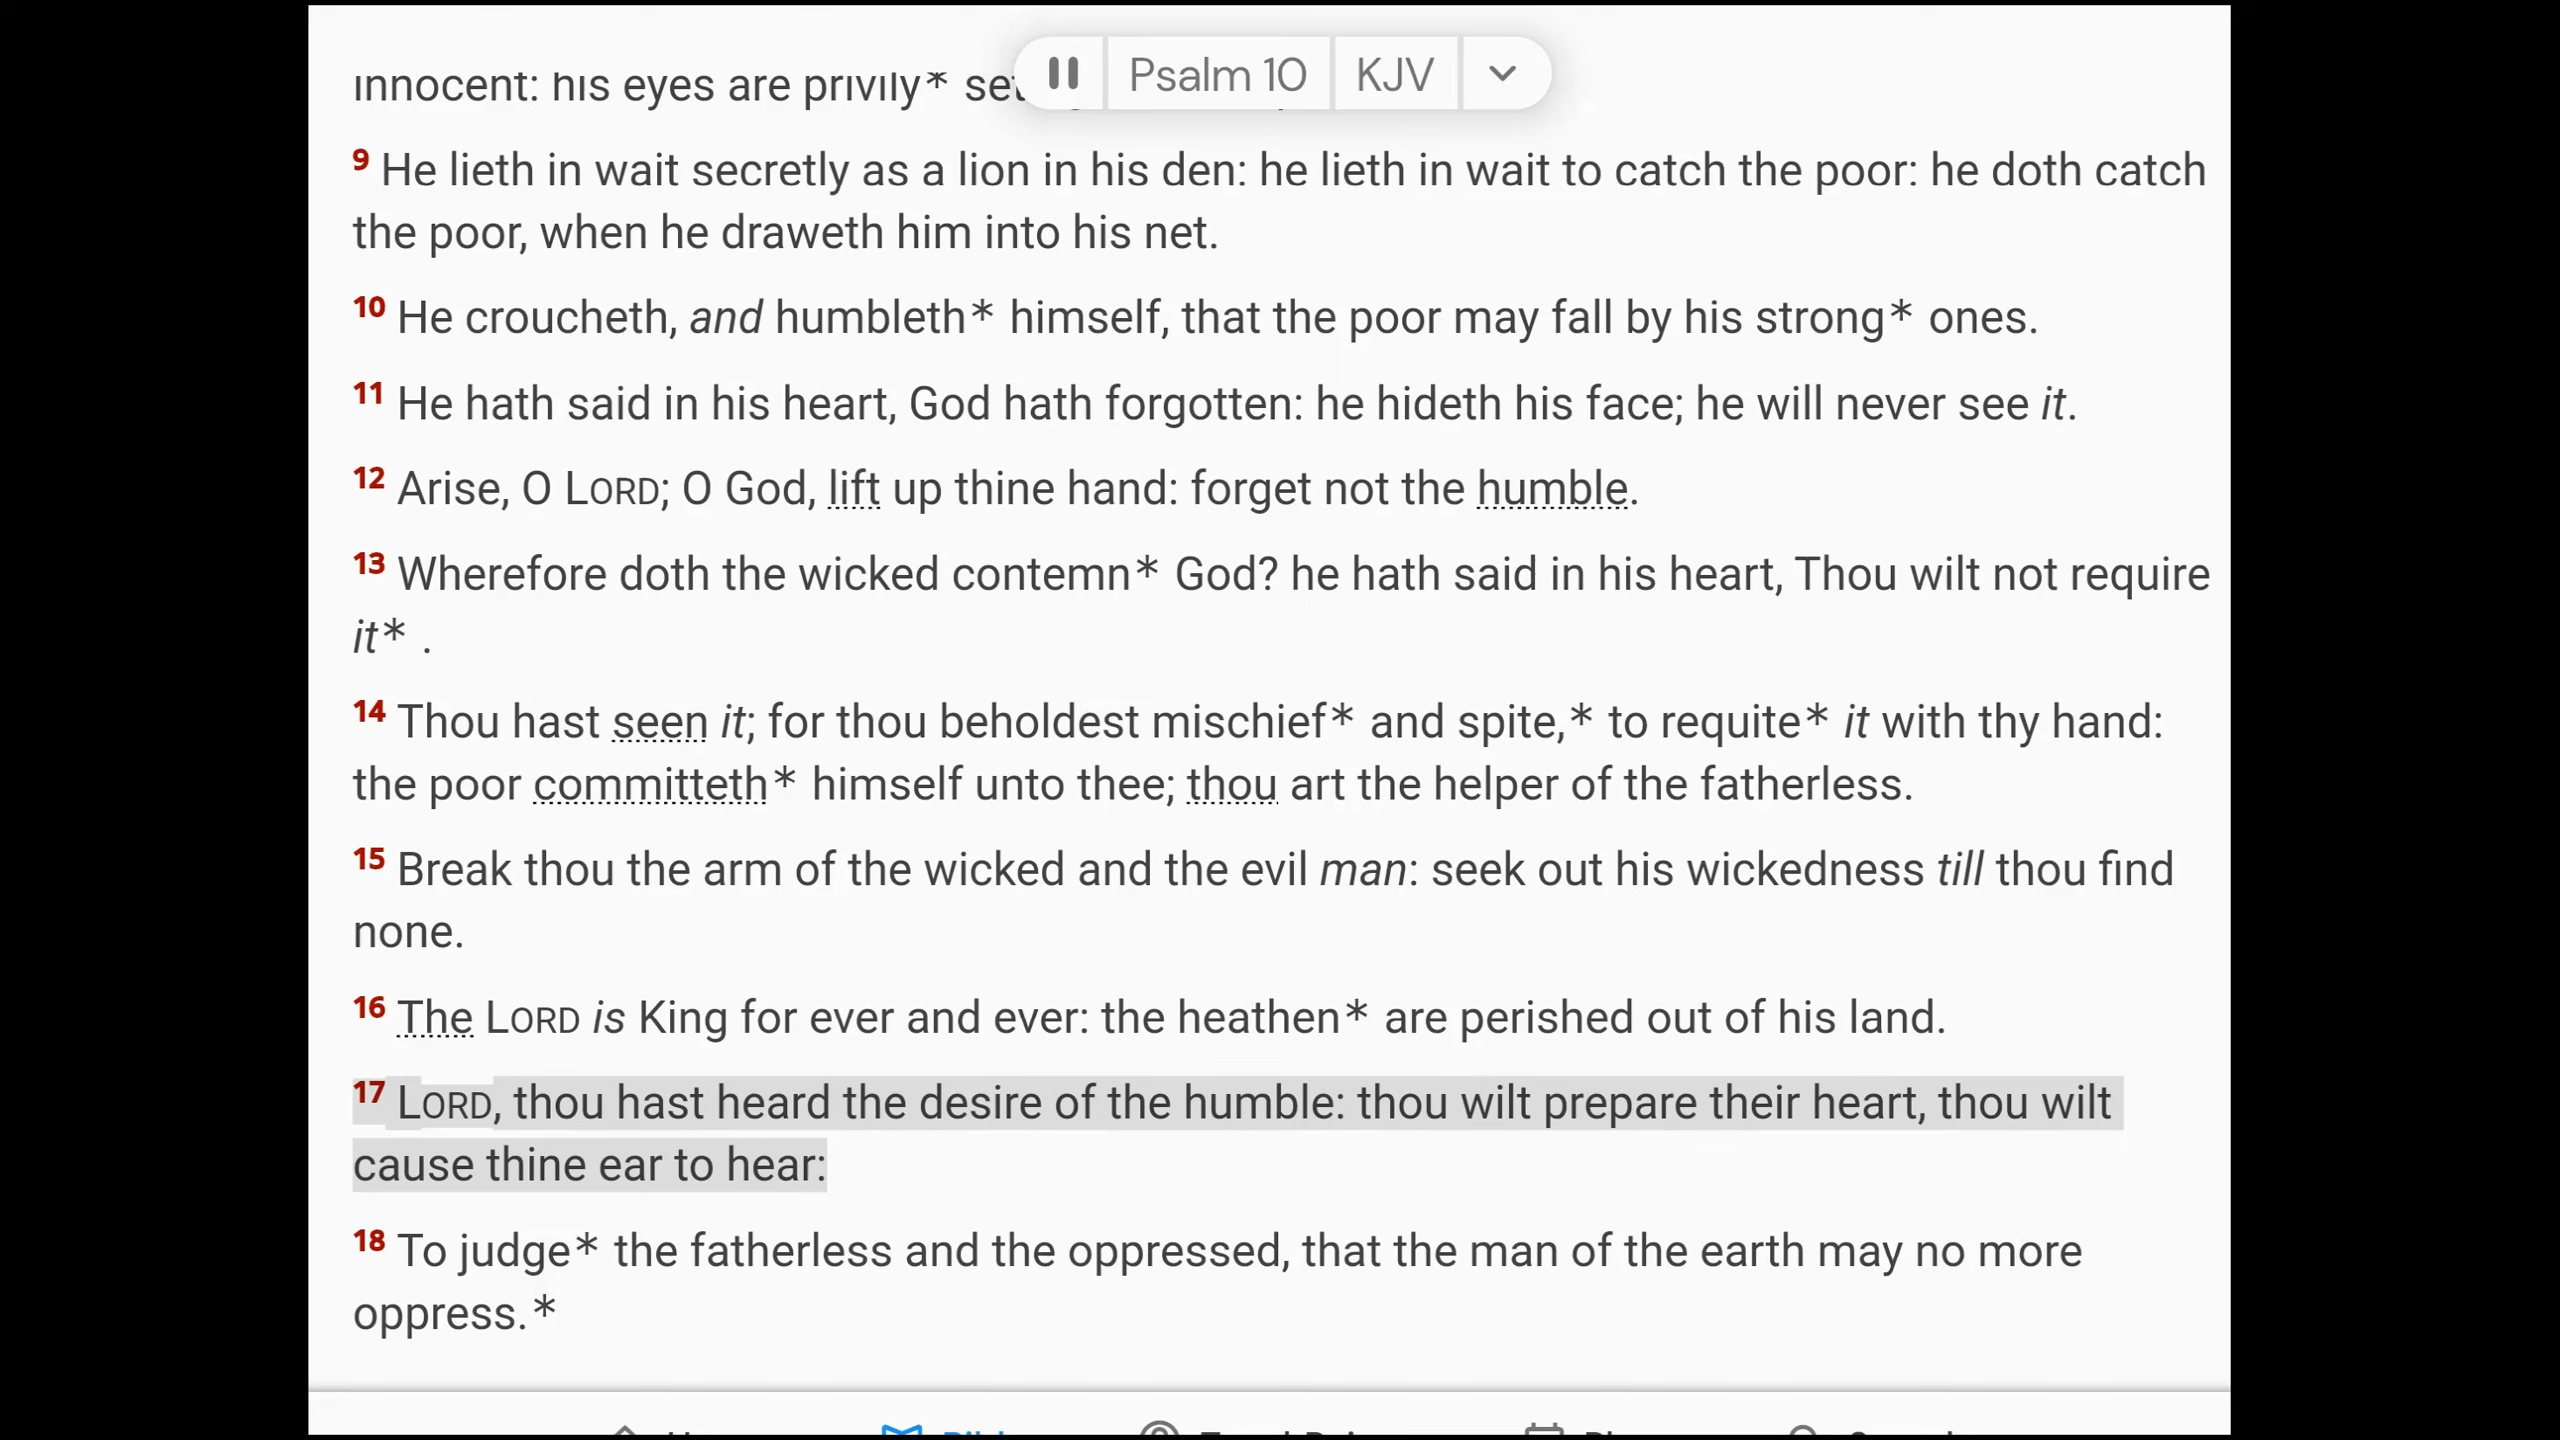 Psalm 10 KJV
innocent: his eyes are privily* set
9 He lieth in wait secretly as a lion in his den: he lieth in wait to catch the poor: he doth catch
the poor, when he draweth him into his net.
10 He croucheth, and humbleth* himself, that the poor may fall by his strong* ones.
11 He hath said in his heart, God hath forgotten: he hideth his face; he will never see it.
12 Arise, O LORD; O God, lift up thine hand: forget not the humble.
13 Wherefore doth the wicked contemn* God? he hath said in his heart, Thou wilt not require
it* .
14 Thou hast seen it; for thou beholdest mischief* and spite,* to requite* it with thy hand:
the poor committeth* himself unto thee; thou art the helper of the fatherless.
15 Break thou the arm of the wicked and the evil man: seek out his wickedness till thou find
none.
16 The LORD is King for ever and ever: the heathen* are perished out of his land.
17 LORD, thou hast heard the desire of the humble: thou wilt prepare their heart, thou wilt
cause thine ear to hear:
18 To judge* the fatherless and the oppressed, that the man of the earth may no more
oppress.*